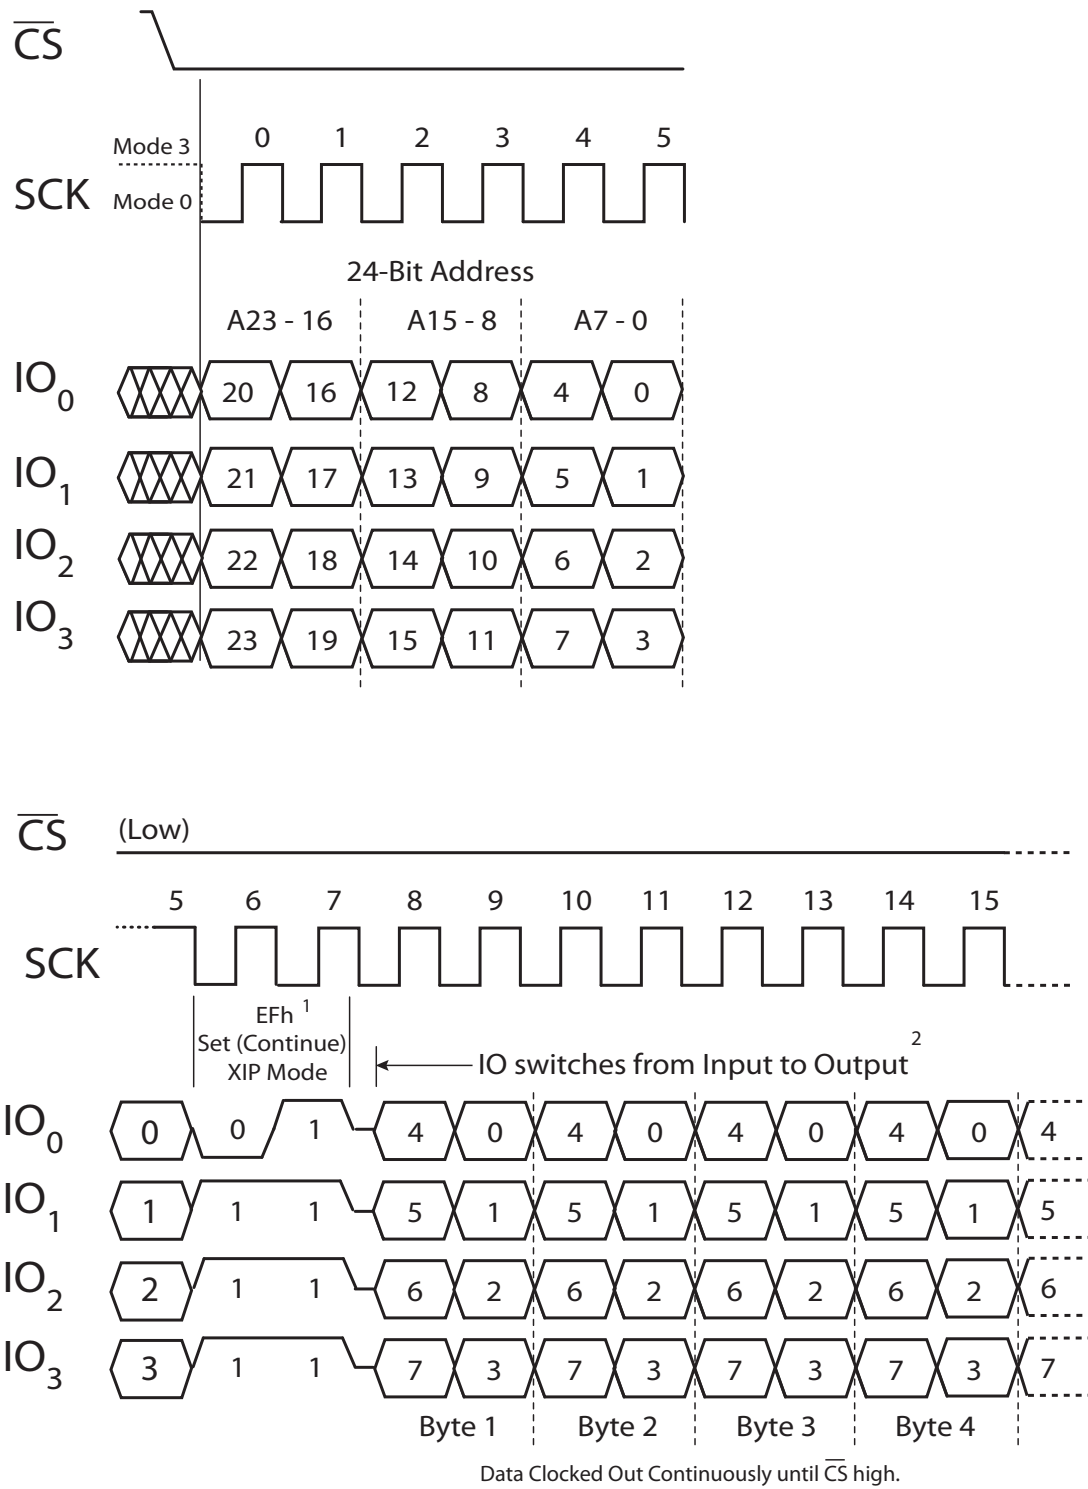 CS
Mode 3
0 1 2 3 4 5
SCK
Mode 0
24-Bit Address
A23 - 16 A15 - 8 A7 - 0
IO0 20 16 12 8 4 0
IO1 21 17 13 9 5 1
IO2 22 18 14 10 6 2
IO3 23 19 15 11 7 3
CS (Low)
5 6 7 8 9 10 11 12 13 14 15
SCK
EFh 1
Set (Continue)
XIP Mode
IO switches from Input to Output 2
IO0 0 0 1 4 0 4 0 4 0 4 0 4
IO1 1 1 1 5 1 5 1 5 1 5 1 5
IO2 2 1 1 6 2 6 2 6 2 6 2 6
IO3 3 1 1 7 3 7 3 7 3 7 3 7
Byte 1 Byte 2 Byte 3 Byte 4
Data Clocked Out Continuously until CS high.